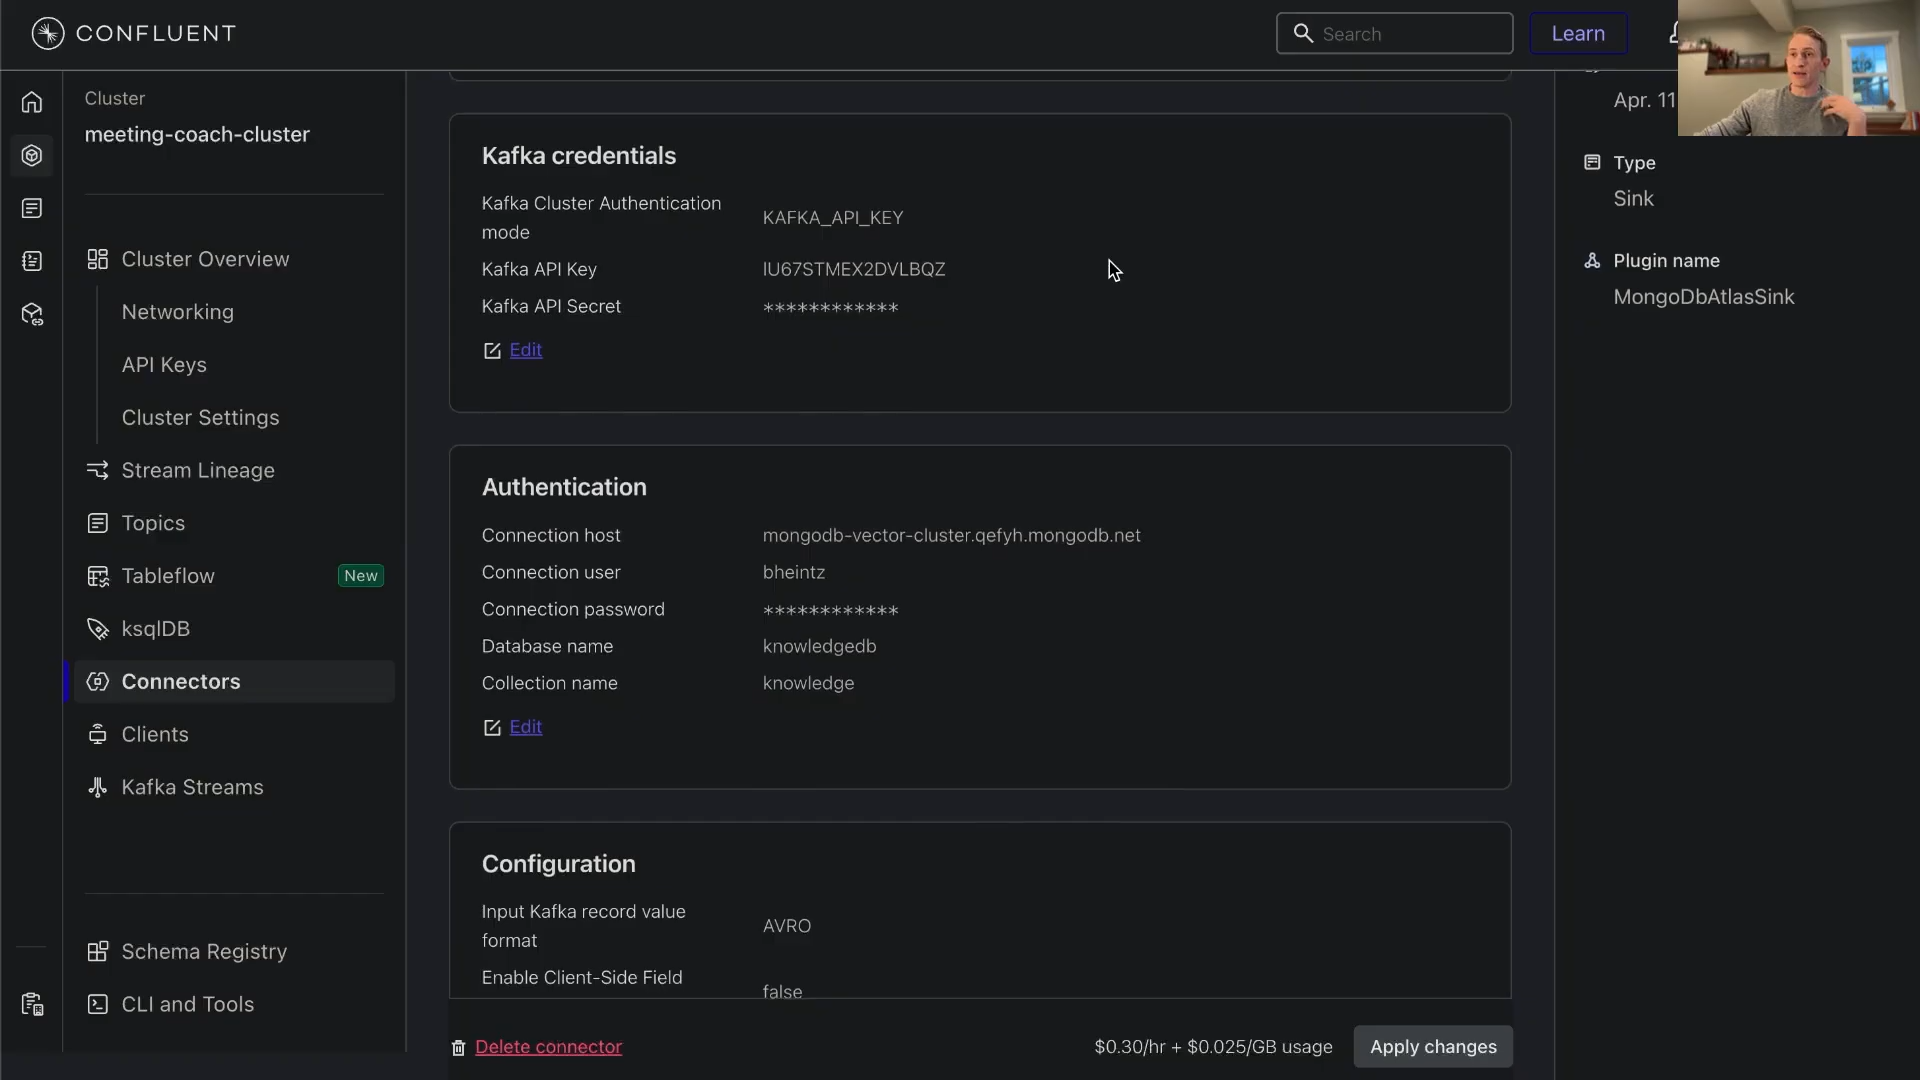 CONFLUENT
Search
Learn
Cluster
meeting-coach-cluster
Cluster Overview
Networking
API Keys
Cluster Settings
Stream Lineage
Topics
Tableflow
New
ksqlDB
Connectors
Clients
Kafka Streams
Schema Registry
CLI and Tools
Kafka credentials
Kafka Cluster Authentication
mode
KAFKA_API_KEY
Kafka API Key
IU67STMEX2DVLBQZ
Kafka API Secret
************
Edit
Authentication
Connection host
mongodb-vector-cluster.qefyh.mongodb.net
Connection user
bheintz
Connection password
************
Database name
knowledgedb
Collection name
knowledge
Edit
Configuration
Input Kafka record value
format
AVRO
Enable Client-Side Field
false
Delete connector
$0.30/hr + $0.025/GB usage
Apply changes
Apr. 11
Type
Sink
Plugin name
MongoDbAtlasSink